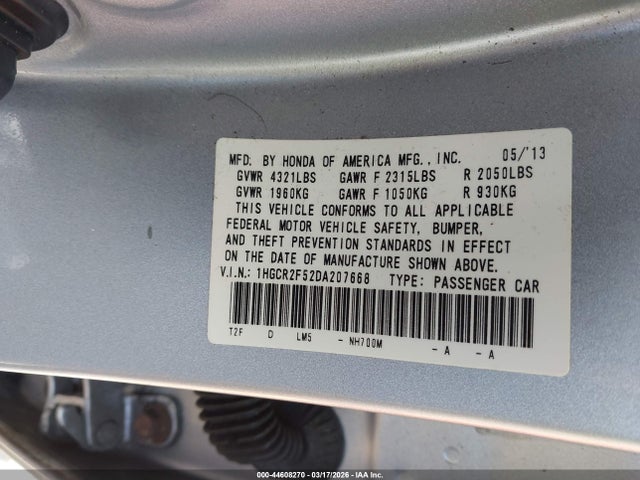 MFD. BY HONDA OF AMERICA MFG., INC. 05/'13
GVWR 4321LBS GAWR F 2315LBS R 2050LBS
GVWR 1960KG GAWR F 1050KG R 930KG
THIS VEHICLE CONFORMS TO ALL APPLICABLE
FEDERAL MOTOR VEHICLE SAFETY, BUMPER,
AND THEFT PREVENTION STANDARDS IN EFFECT
ON THE DATE OF MANUFACTURE SHOWN ABOVE.
V.I.N.: 1HGCR2F52DA207668 TYPE: PASSENGER CAR
T2F D LM5 - NH700M - A - A
000-44608270 - 03/17/2026 - IAA Inc.